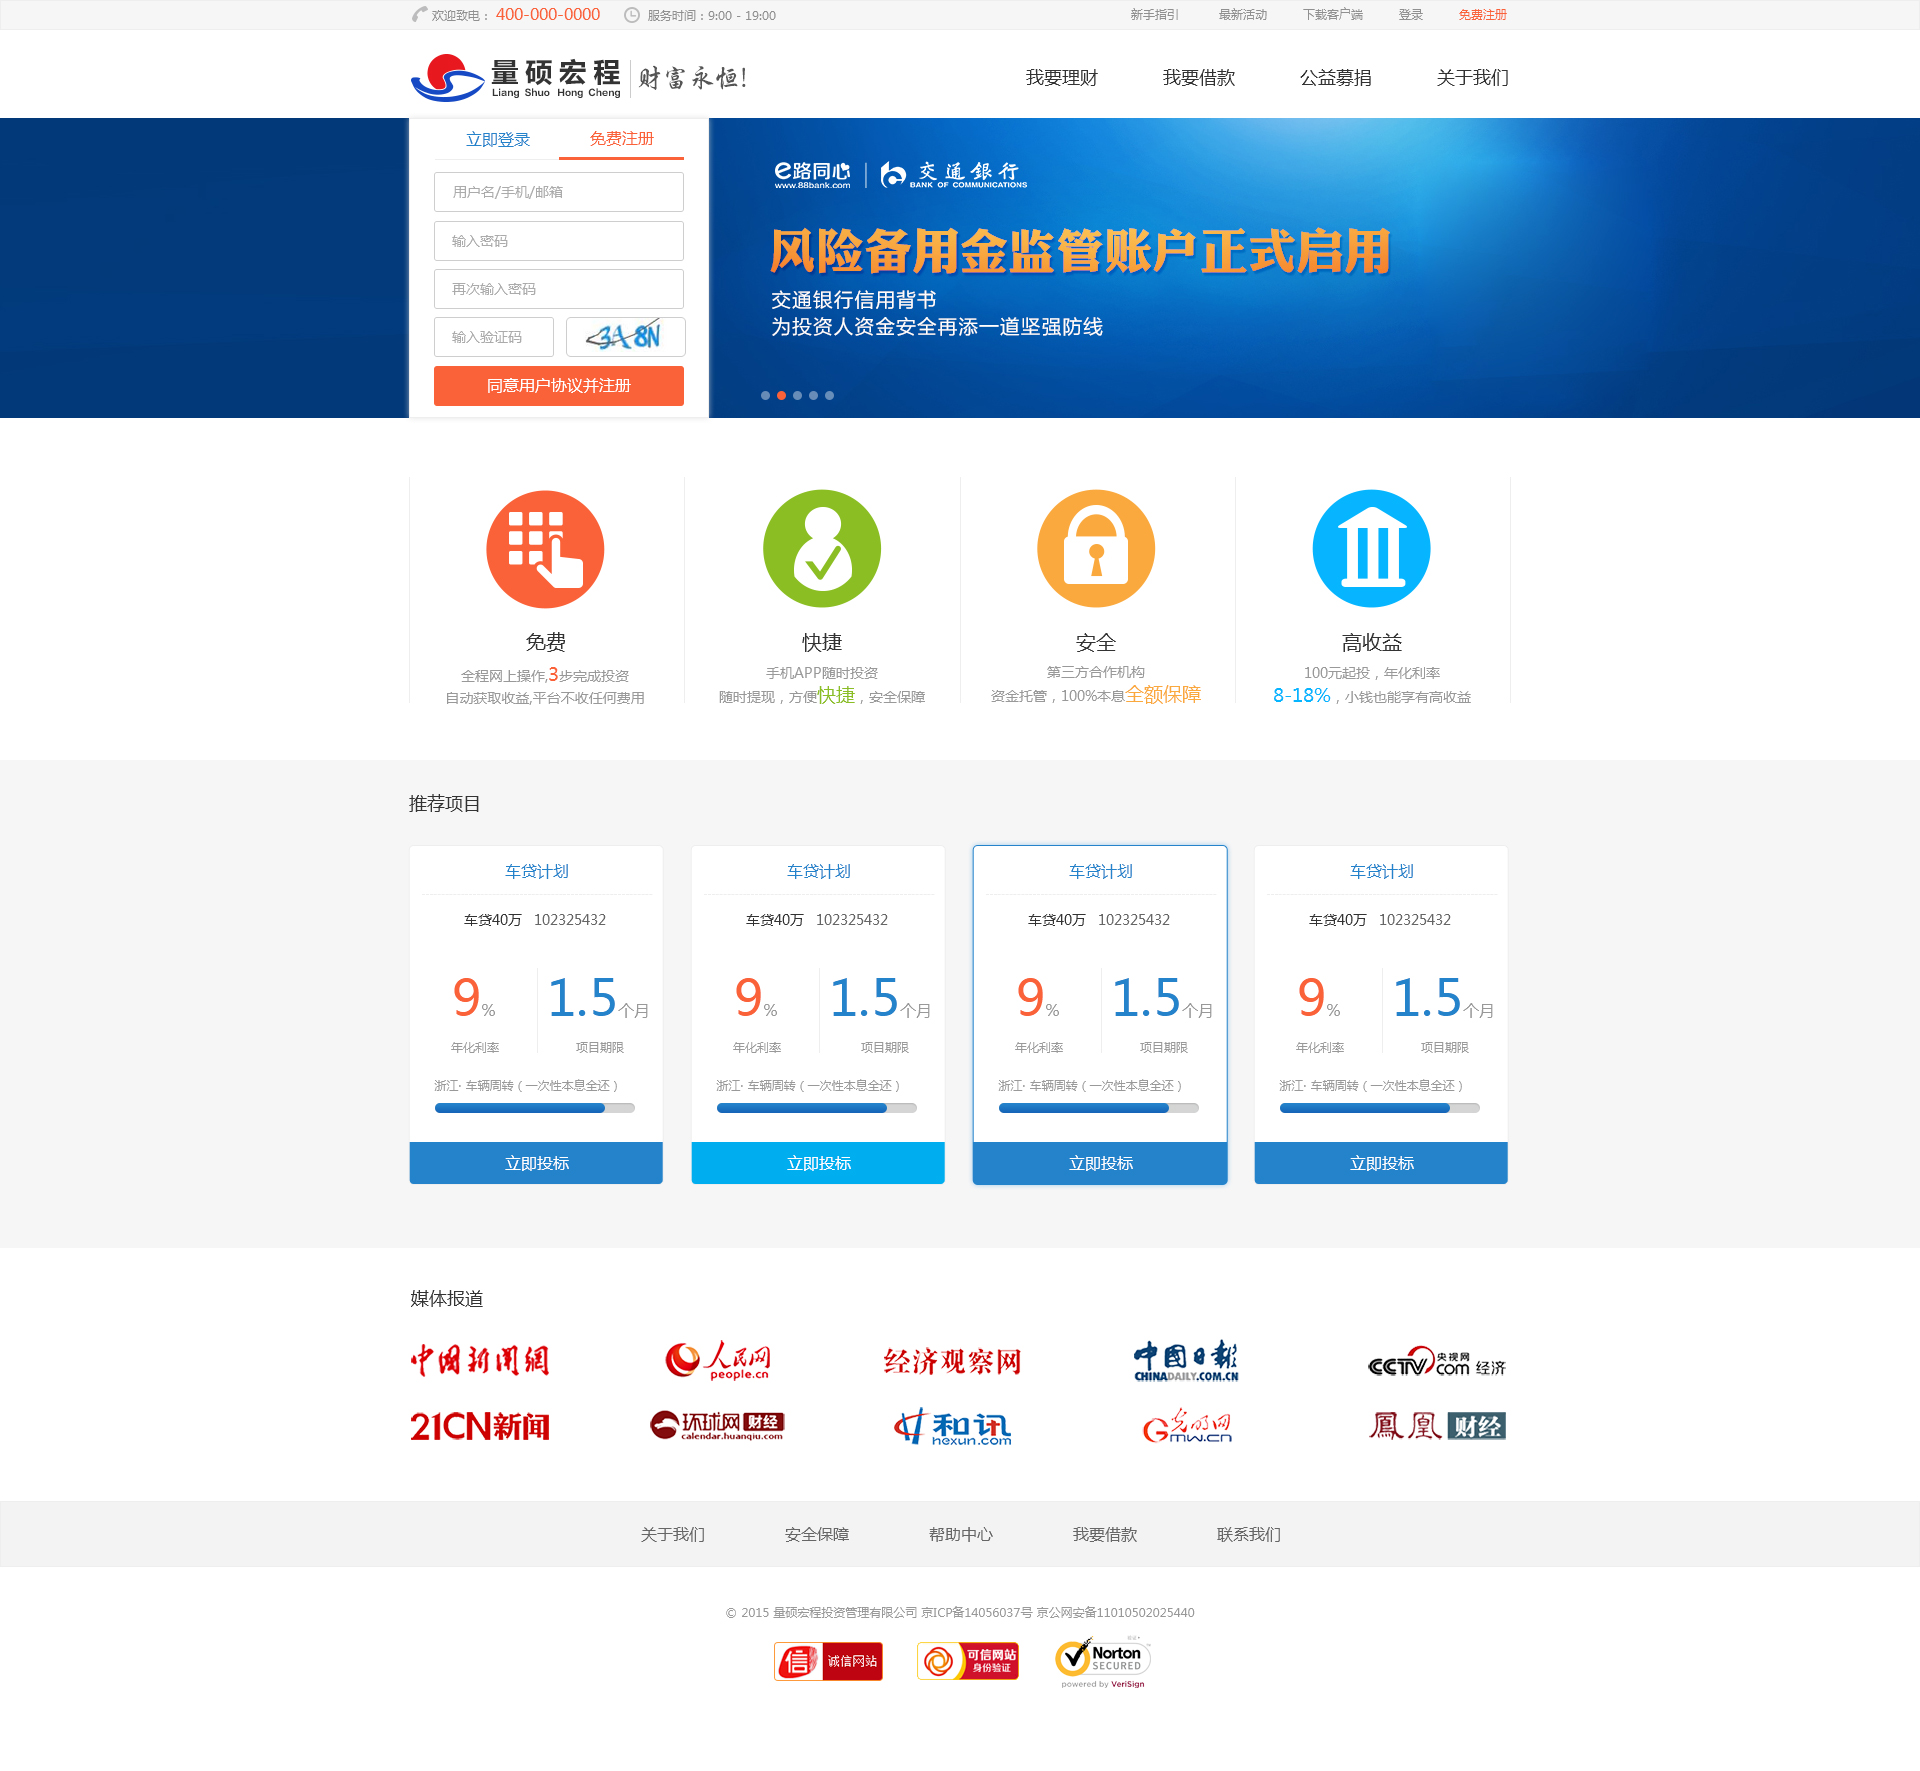 欢迎致电： 400-000-0000 服务时间：9:00 - 19:00 新手指引 最新活动 下载客户端 登录 免费注册
量硕宏程 财富永恒!
Liang Shuo Hong Cheng
我要理财 我要借款 公益募捐 关于我们
立即登录 免费注册
用户名/手机/邮箱
输入密码
再次输入密码
输入验证码 3A8N
同意用户协议并注册
e路同心 交通銀行
www.88bank.com BANK OF COMMUNICATIONS
风险备用金监管账户正式启用
交通银行信用背书
为投资人资金安全再添一道坚强防线
免费
全程网上操作,3步完成投资
自动获取收益,平台不收任何费用
快捷
手机APP随时投资
随时提现，方便快捷，安全保障
安全
第三方合作机构
资金托管，100%本息全额保障
高收益
100元起投，年化利率
8-18%，小钱也能享有高收益
推荐项目
车贷计划
车贷40万 102325432
9% 1.5个月
年化利率 项目期限
浙江· 车辆周转（一次性本息全还）
立即投标
车贷计划
车贷40万 102325432
9% 1.5个月
年化利率 项目期限
浙江· 车辆周转（一次性本息全还）
立即投标
车贷计划
车贷40万 102325432
9% 1.5个月
年化利率 项目期限
浙江· 车辆周转（一次性本息全还）
立即投标
车贷计划
车贷40万 102325432
9% 1.5个月
年化利率 项目期限
浙江· 车辆周转（一次性本息全还）
立即投标
媒体报道
中国新闻網
人民网
people.cn
经济观察网
中国日报
CHINADAILY.COM.CN
CCTV.com 央视网 经济
21CN新闻
环球网 财经
calendar.huanqiu.com
和讯
hexun.com
光明网
GMW.CN
鳳凰 财经
关于我们 安全保障 帮助中心 我要借款 联系我们
© 2015 量硕宏程投资管理有限公司 京ICP备14056037号 京公网安备11010502025440
信 诚信网站
可信网站
身份验证
Norton
SECURED
powered by VeriSign